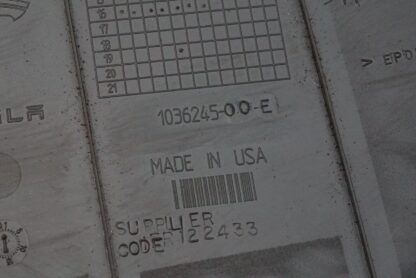 16
17
18
19
20
21
1036245-00-E
> EPD
MADE IN USA
SUPPLIER
CODE 122433